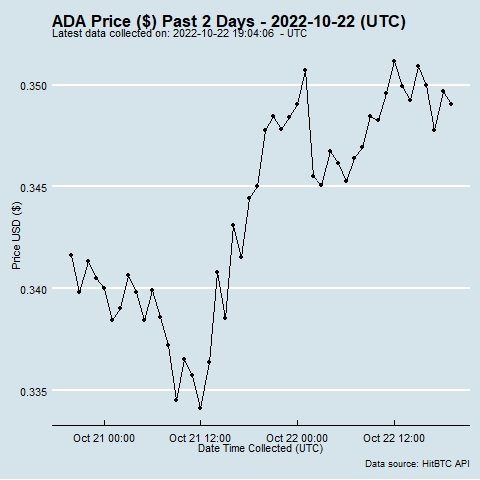 ADA Price ($) Past 2 Days - 2022-10-22 (UTC)
Latest data collected on: 2022-10-22 19:04:06  - UTC
0.350
0.345
0.340
0.335
Price USD ($)
Oct 21 00:00 Oct 21 12:00 Oct 22 00:00 Oct 22 12:00
Date Time Collected (UTC)
Data source: HitBTC API